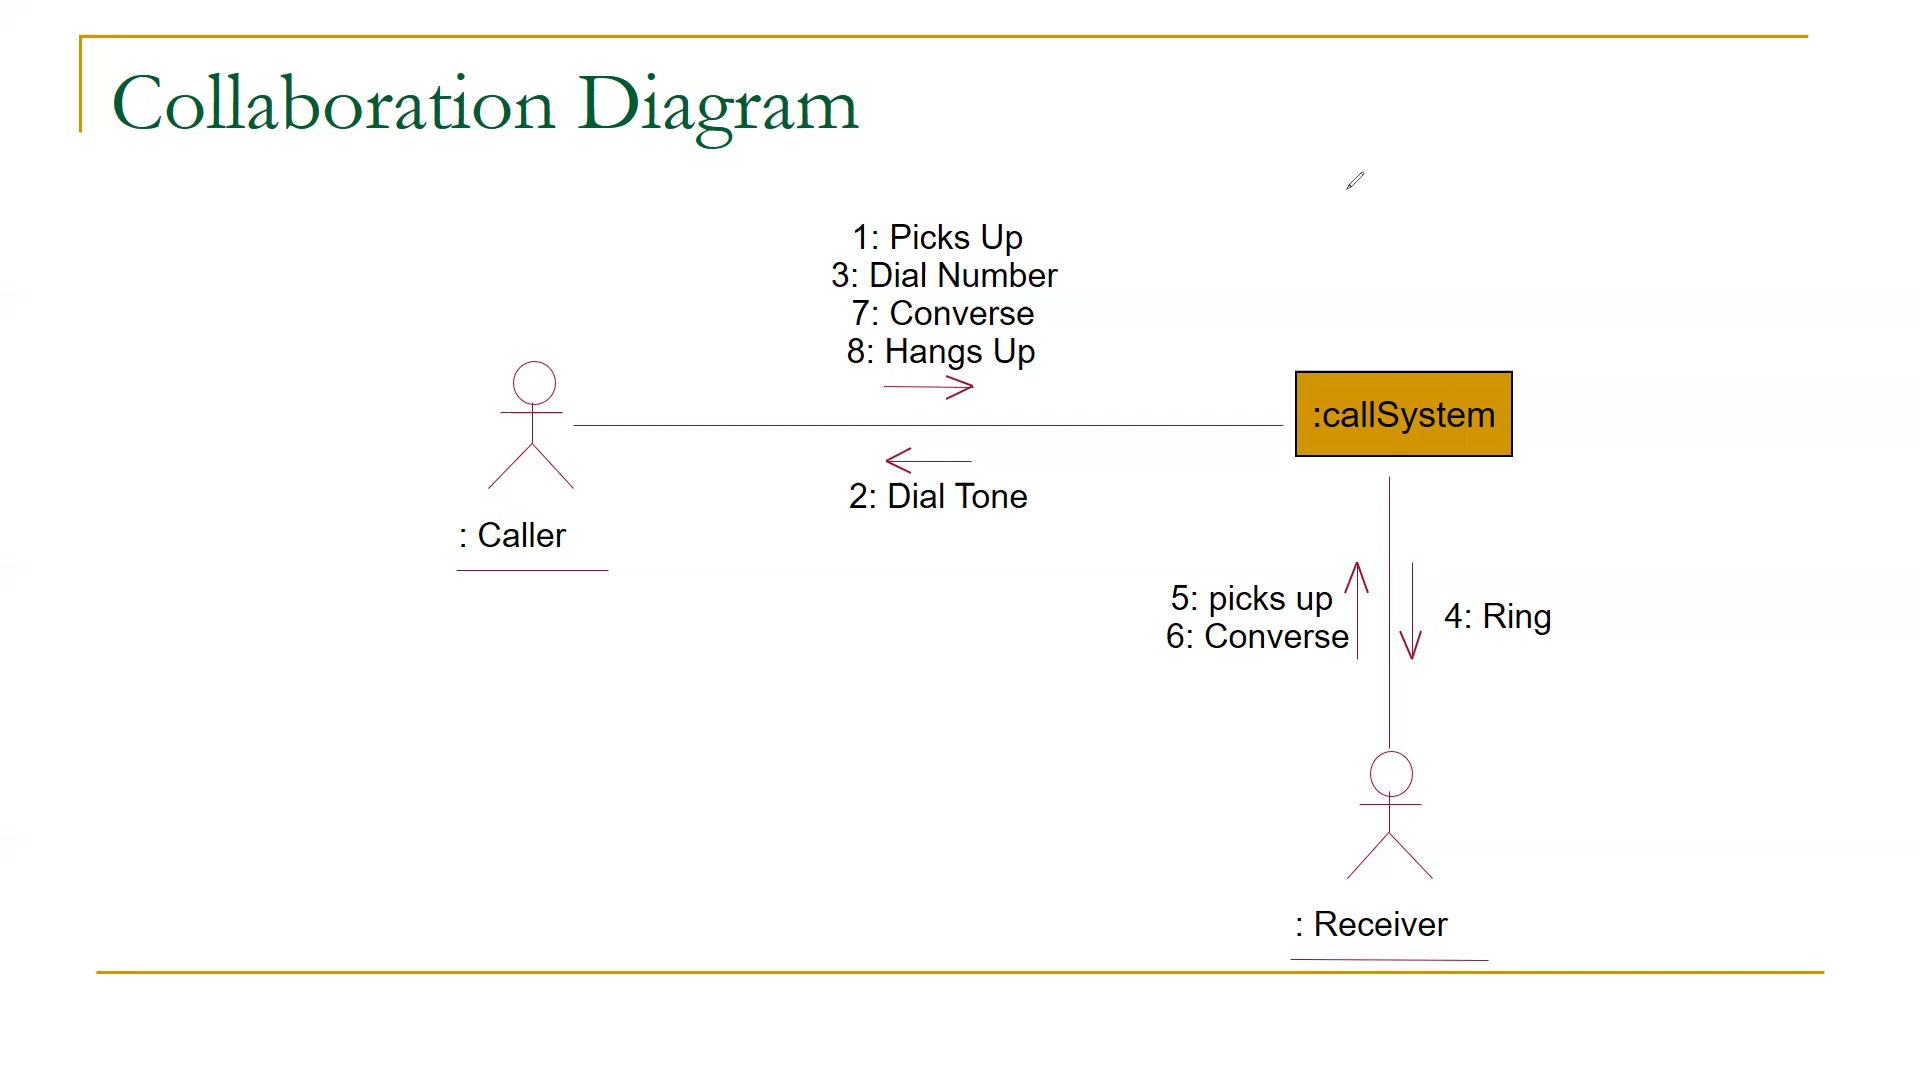 Collaboration Diagram
1: Picks Up
3: Dial Number
7: Converse
8: Hangs Up
:callSystem
2: Dial Tone
: Caller
5: picks up
6: Converse
4: Ring
: Receiver